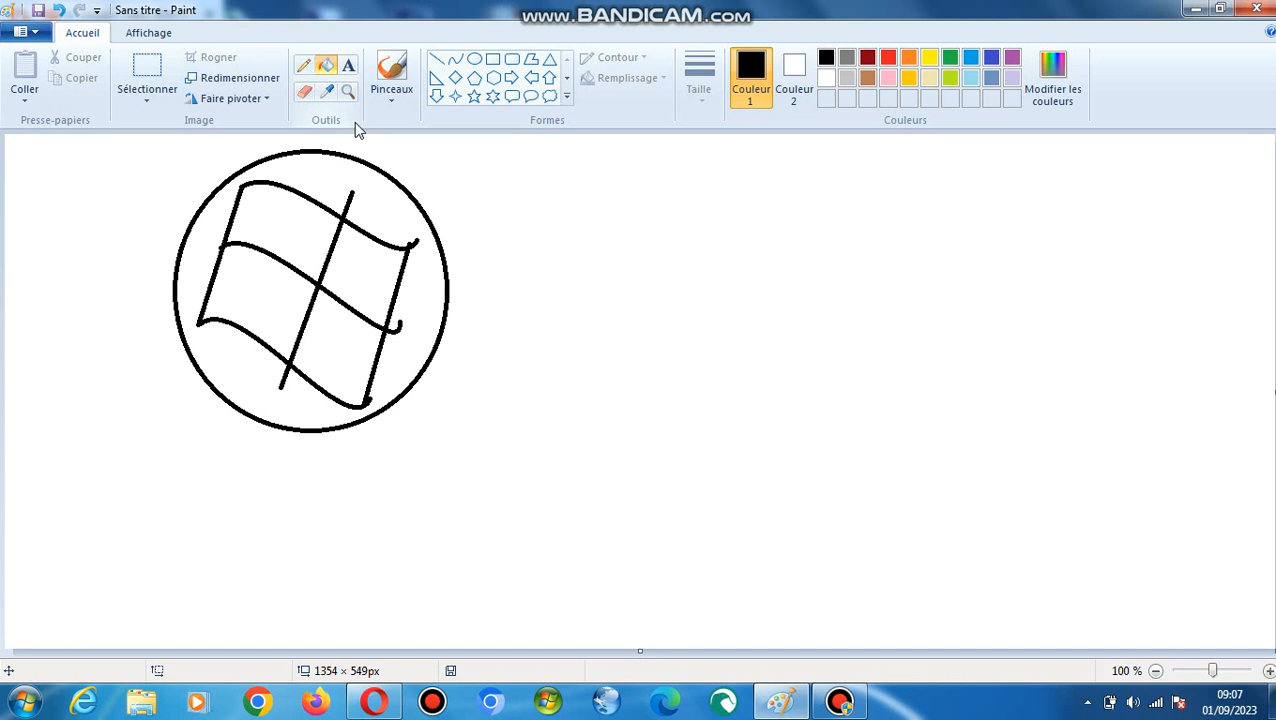 Sans titre - Paint
www.BANDICAM.com
Accueil
Affichage
Coller
Couper
Copier
Presse-papiers
Sélectionner
Rogner
Redimensionner
Faire pivoter
Image
A
Outils
Pinceaux
Contour
Remplissage
Formes
Taille
Couleur 1
Couleur 2
Modifier les couleurs
Couleurs
1354 × 549px
100 %
09:07
01/09/2023